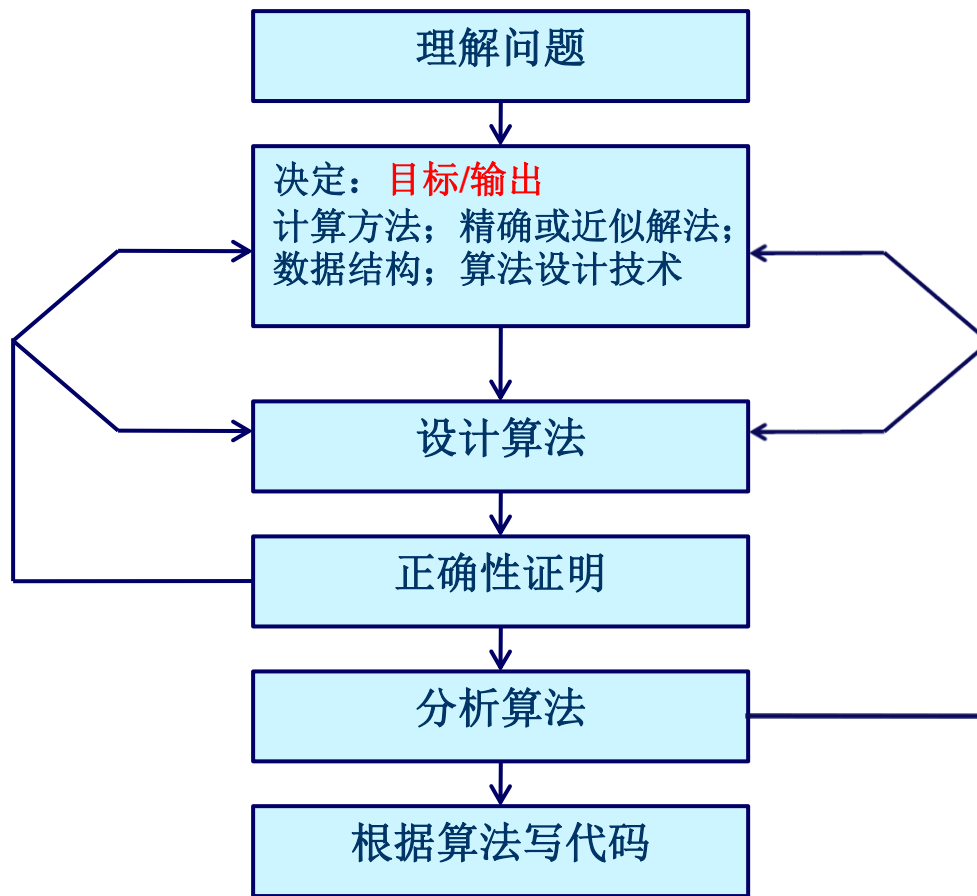 理解问题
决定：目标/输出
计算方法；精确或近似解法；
数据结构；算法设计技术
设计算法
正确性证明
分析算法
根据算法写代码